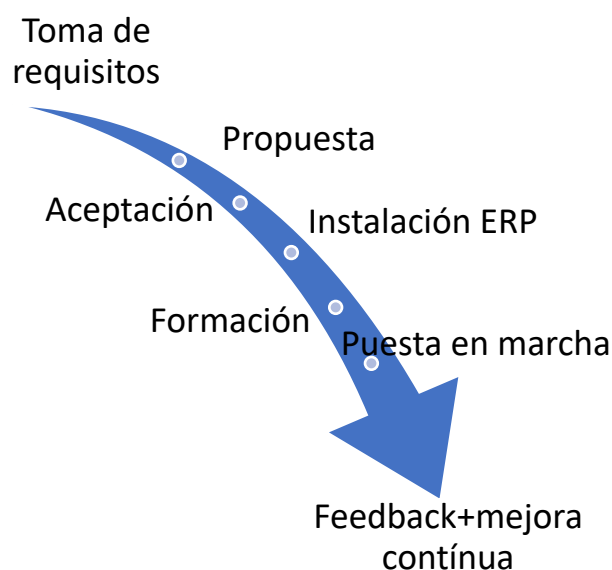 Toma de
requisitos
Propuesta
Aceptación
Instalación ERP
Formación
Puesta en marcha
Feedback+mejora
contínua